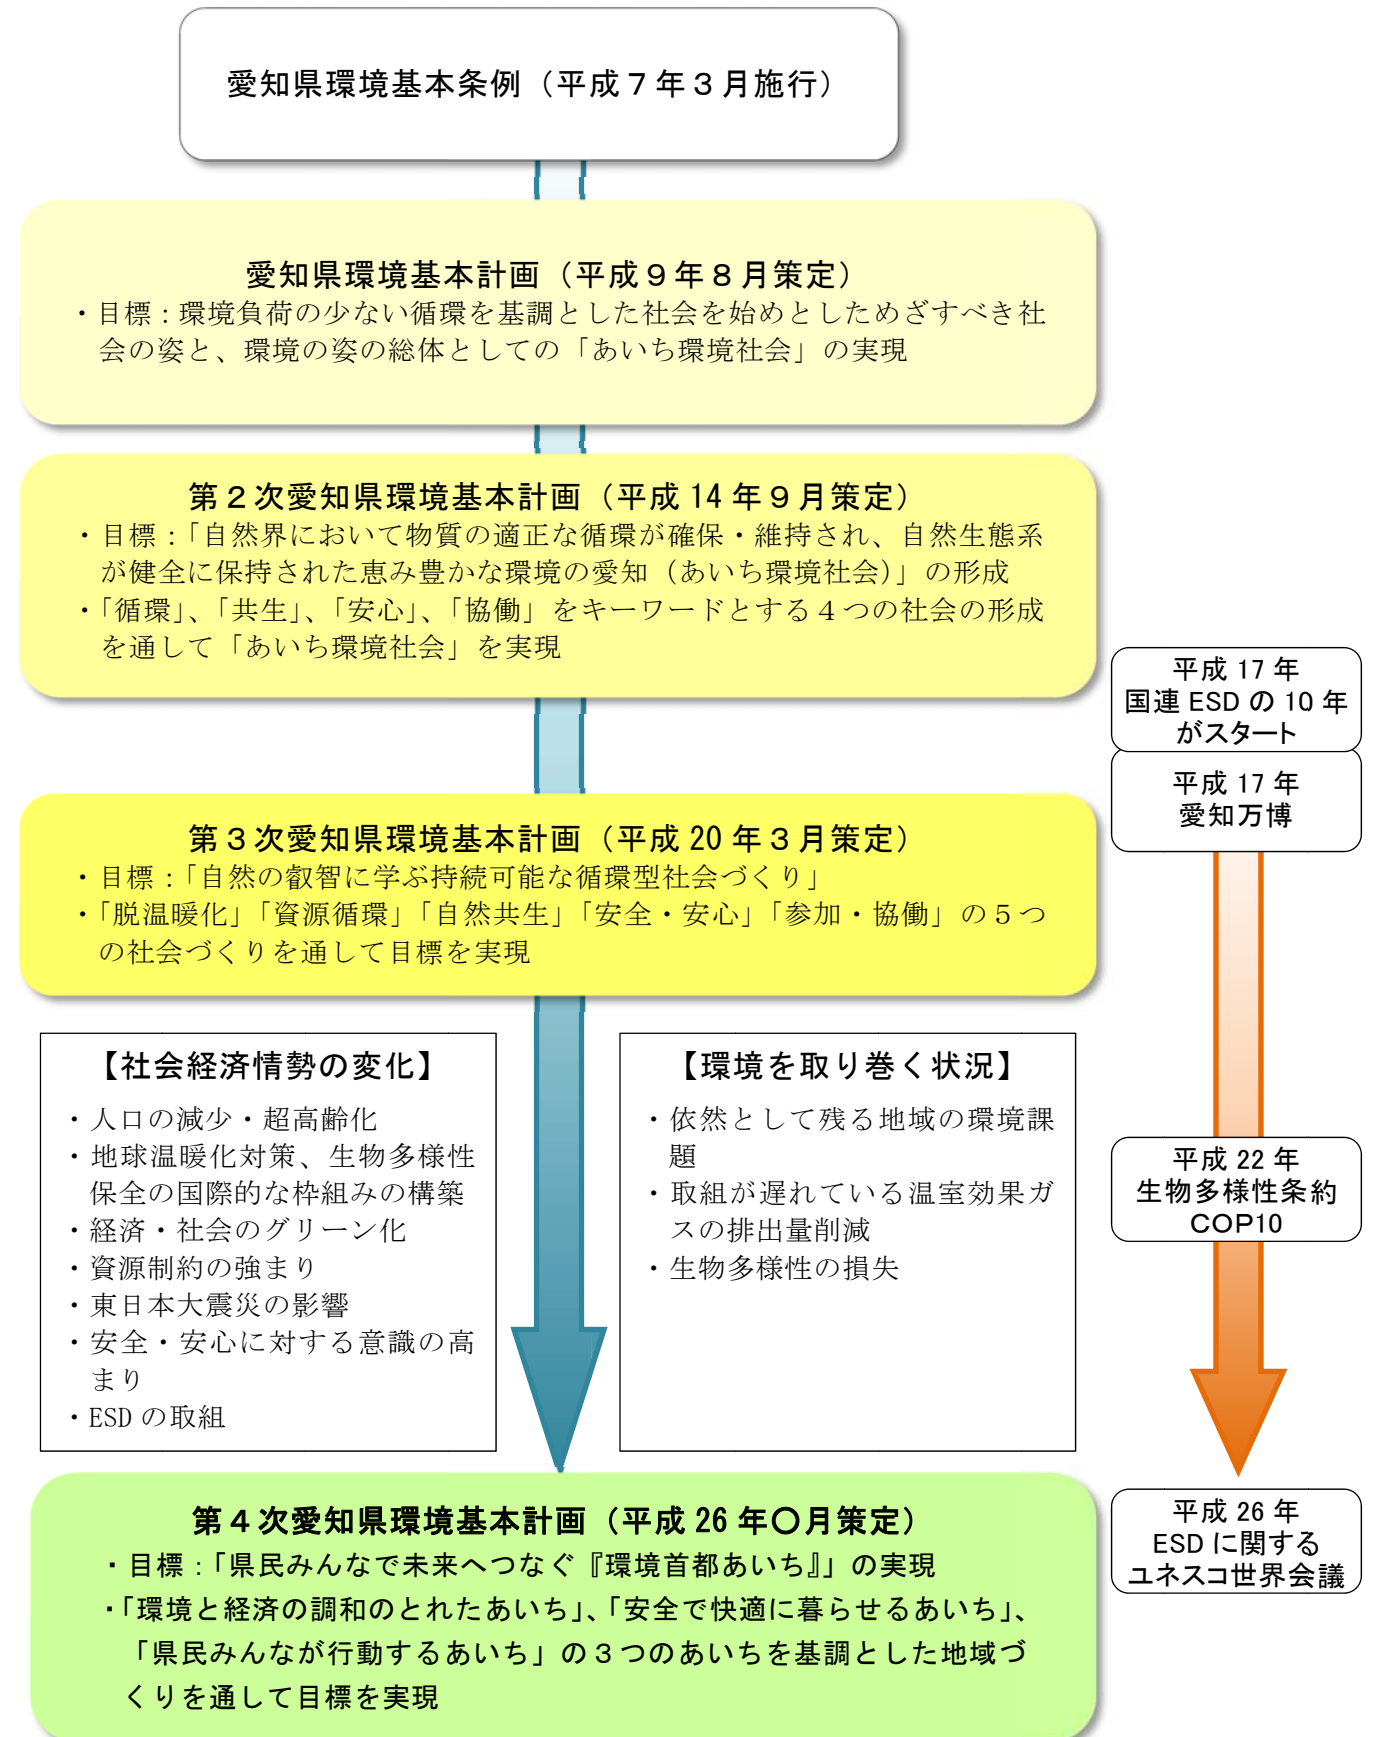 愛知県環境基本条例（平成７年３月施行）
愛知県環境基本計画（平成９年８月策定）
・目標：環境負荷の少ない循環を基調とした社会を始めとしためざすべき社
会の姿と、環境の姿の総体としての「あいち環境社会」の実現
第２次愛知県環境基本計画（平成 14 年９月策定）
・目標：「自然界において物質の適正な循環が確保・維持され、自然生態系
が健全に保持された恵み豊かな環境の愛知（あいち環境社会）」の形成
・「循環」、「共生」、「安心」、「協働」をキーワードとする４つの社会の形成
を通して「あいち環境社会」を実現
平成 17 年
国連 ESD の 10 年
がスタート
平成 17 年
愛知万博
第３次愛知県環境基本計画（平成 20 年３月策定）
・目標：「自然の叡智に学ぶ持続可能な循環型社会づくり」
・「脱温暖化」「資源循環」「自然共生」「安全・安心」「参加・協働」の５つ
の社会づくりを通して目標を実現
【社会経済情勢の変化】
・人口の減少・超高齢化
・地球温暖化対策、生物多様性
保全の国際的な枠組みの構築
・経済・社会のグリーン化
・資源制約の強まり
・東日本大震災の影響
・安全・安心に対する意識の高
まり
・ESD の取組
【環境を取り巻く状況】
・依然として残る地域の環境課
題
・取組が遅れている温室効果ガ
スの排出量削減
・生物多様性の損失
平成 22 年
生物多様性条約
COP10
第４次愛知県環境基本計画（平成 26 年〇月策定）
・目標：「県民みんなで未来へつなぐ『環境首都あいち』」の実現
・「環境と経済の調和のとれたあいち」、「安全で快適に暮らせるあいち」、
「県民みんなが行動するあいち」の３つのあいちを基調とした地域づ
くりを通して目標を実現
平成 26 年
ESD に関する
ユネスコ世界会議